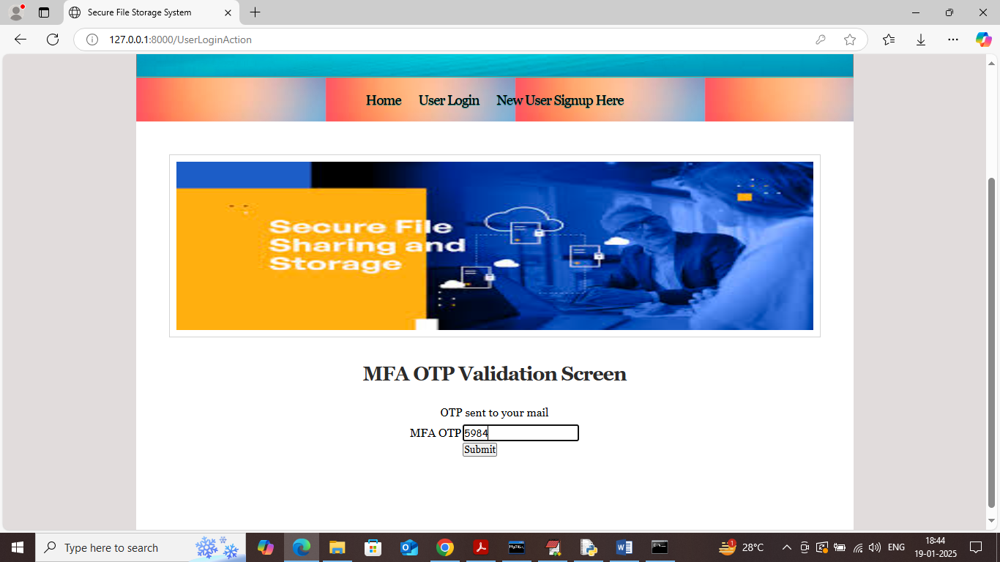 Secure File Storage System
127.0.0.1:8000/UserLoginAction
Home User Login New User Signup Here
Secure File
Sharing and
Storage
MFA OTP Validation Screen
OTP sent to your mail
MFA OTP 5984
Submit
Type here to search
1
28°C
ENG
18:44
19-01-2025